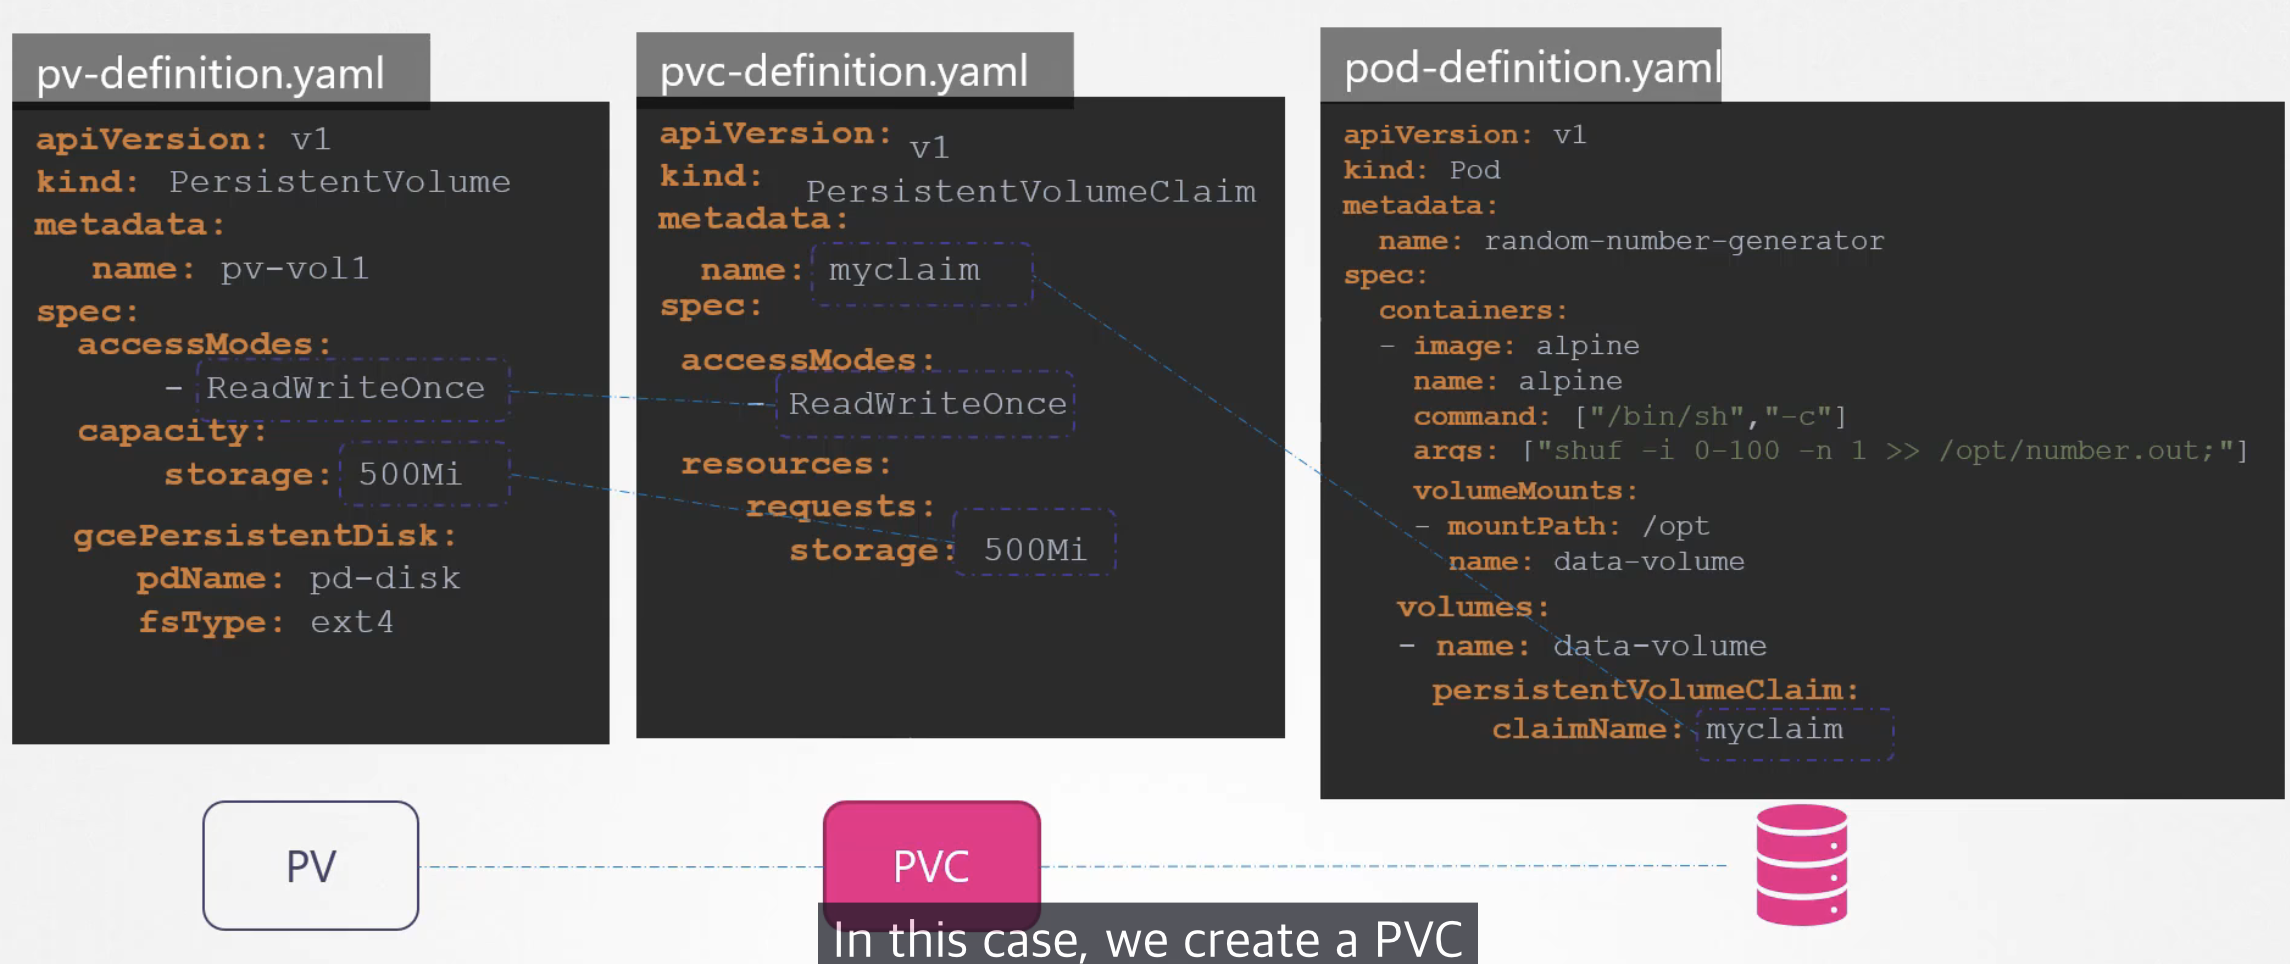 pv-definition.yaml
apiVersion: v1
kind: PersistentVolume
metadata:
name: pv-vol1
spec:
accessModes:
- ReadWriteOnce
capacity:
storage: 500Mi
gcePersistentDisk:
pdName: pd-disk
fsType: ext4
pvc-definition.yaml
apiVersion: v1
kind: PersistentVolumeClaim
metadata:
name: myclaim
spec:
accessModes:
- ReadWriteOnce
resources:
requests:
storage: 500Mi
pod-definition.yaml
apiVersion: v1
kind: Pod
metadata:
name: random-number-generator
spec:
containers:
- image: alpine
name: alpine
command: ["/bin/sh","-c"]
args: ["shuf -i 0-100 -n 1 >> /opt/number.out;"]
volumeMounts:
- mountPath: /opt
name: data-volume
volumes:
- name: data-volume
persistentVolumeClaim:
claimName: myclaim
PV
PVC
In this case, we create a PVC